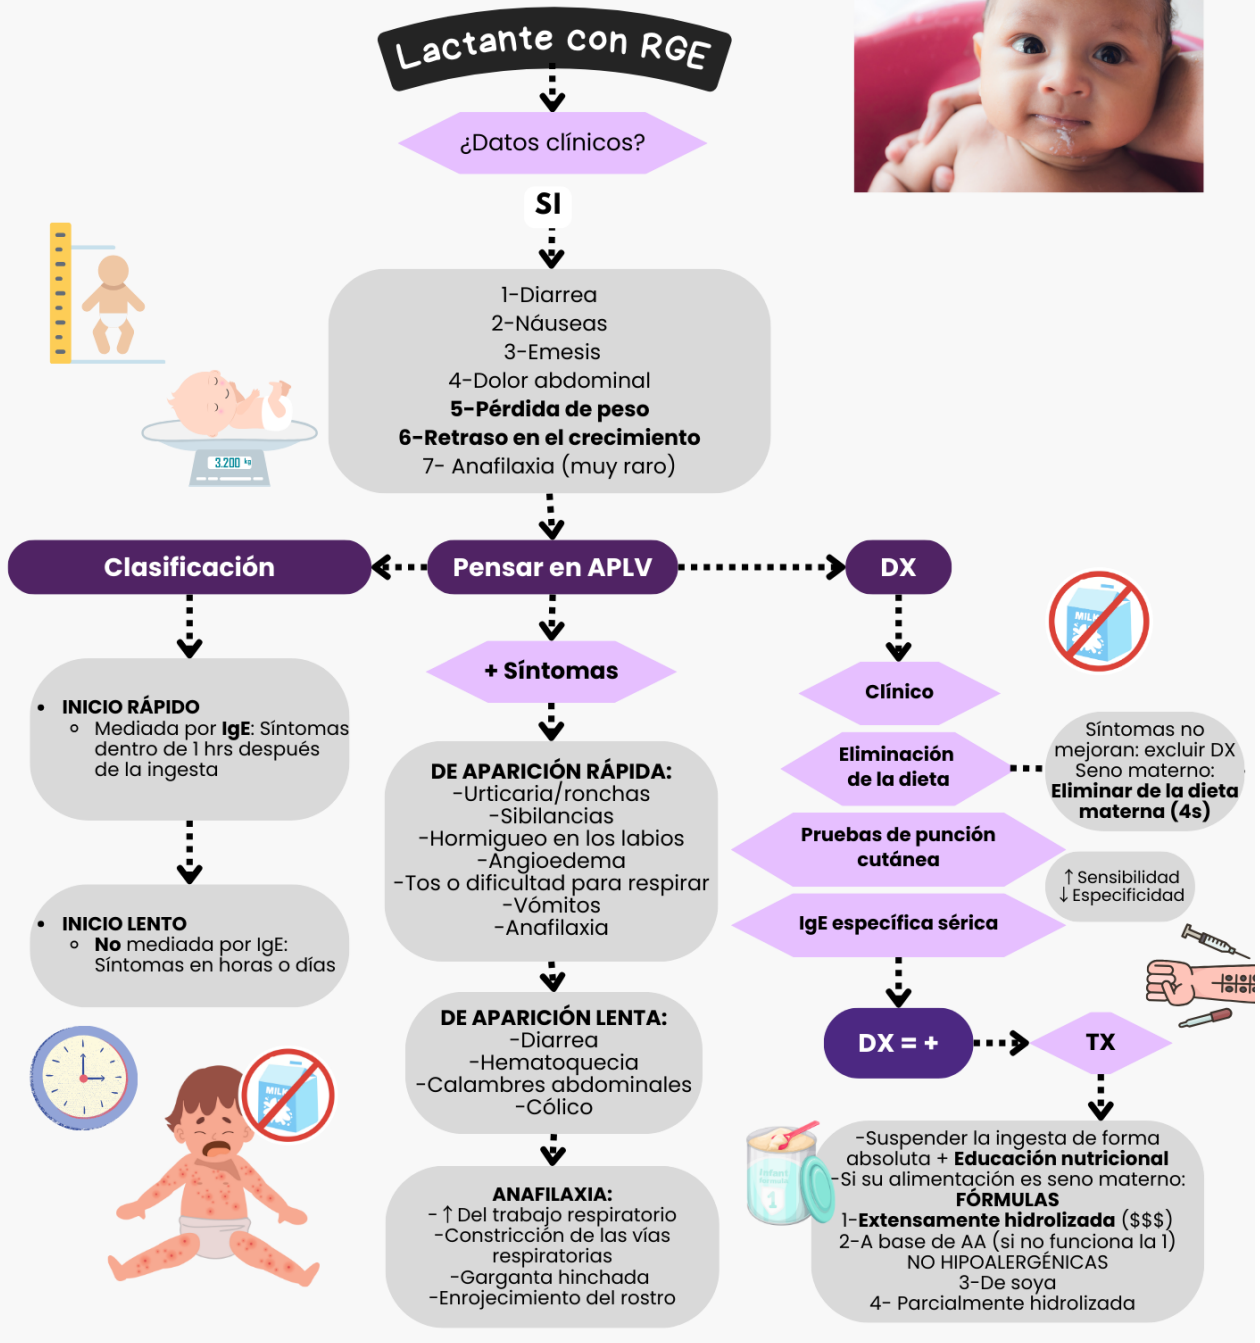 Lactante con RGE
¿Datos clínicos?
SI
1-Diarrea
2-Náuseas
3-Emesis
4-Dolor abdominal
5-Pérdida de peso
6-Retraso en el crecimiento
7- Anafilaxia (muy raro)
3.200 kg
Clasificación
Pensar en APLV
DX
INICIO RÁPIDO
Mediada por IgE: Síntomas
dentro de 1 hrs después
de la ingesta
INICIO LENTO
No mediada por IgE:
Síntomas en horas o días
MILK
+ Síntomas
DE APARICIÓN RÁPIDA:
-Urticaria/ronchas
-Sibilancias
-Hormigueo en los labios
-Angioedema
-Tos o dificultad para respirar
-Vómitos
-Anafilaxia
DE APARICIÓN LENTA:
-Diarrea
-Hematoquecia
-Calambres abdominales
-Cólico
ANAFILAXIA:
- ↑ Del trabajo respiratorio
-Constricción de las vías
respiratorias
-Garganta hinchada
-Enrojecimiento del rostro
MILK
Clínico
Eliminación
de la dieta
Síntomas no
mejoran: excluir DX
Seno materno:
Eliminar de la dieta
materna (4s)
Pruebas de punción
cutánea
↑ Sensibilidad
↓ Especificidad
IgE específica sérica
DX = +
TX
Infant
formula
1
-Suspender la ingesta de forma
absoluta + Educación nutricional
-Si su alimentación es seno materno:
FÓRMULAS
1-Extensamente hidrolizada ($$$)
2-A base de AA (si no funciona la 1)
NO HIPOALERGÉNICAS
3-De soya
4- Parcialmente hidrolizada